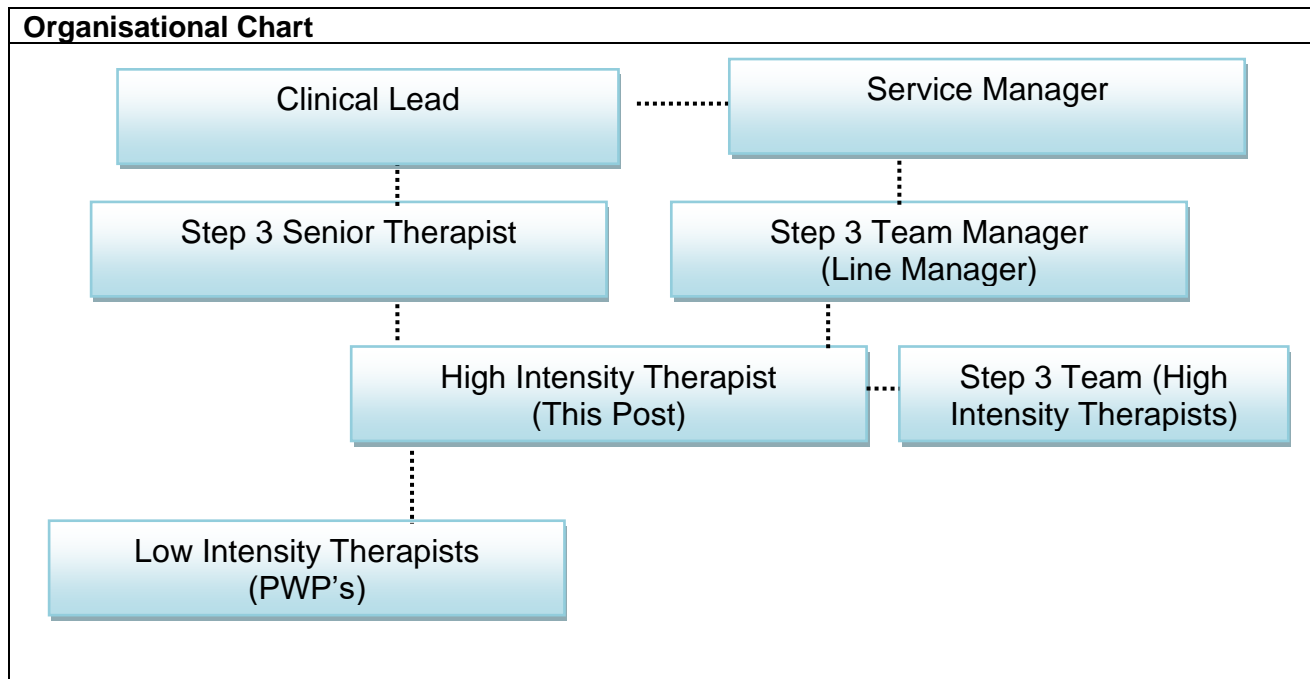 Organisational Chart
Clinical Lead
Service Manager
Step 3 Senior Therapist
Step 3 Team Manager
(Line Manager)
High Intensity Therapist
(This Post)
Step 3 Team (High
Intensity Therapists)
Low Intensity Therapists
(PWP's)